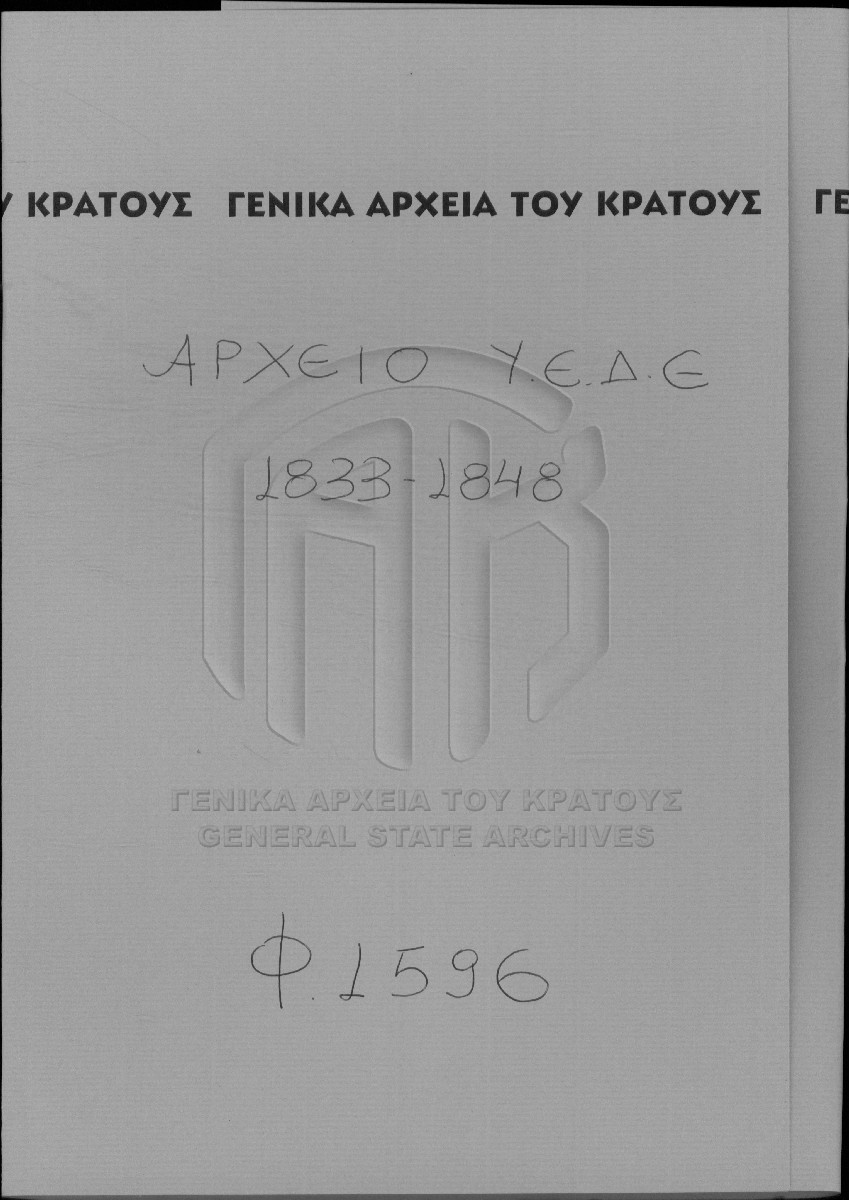 Υ ΚΡΑΤΟΥΣ ΓΕΝΙΚΑ ΑΡΧΕΙΑ ΤΟΥ ΚΡΑΤΟΥΣ ΓΕ
ΑΡΧΕΙΟ Υ.Ε.Δ.Ε
1833-1848
ΓΕΝΙΚΑ ΑΡΧΕΙΑ ΤΟΥ ΚΡΑΤΟΥΣ
GENERAL STATE ARCHIVES
Φ.1596